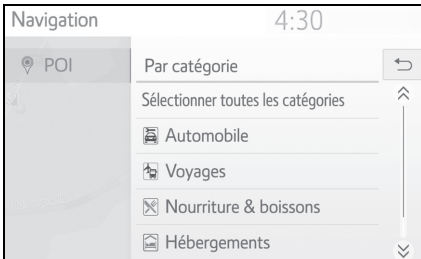 Navigation 4:30
POI
Par catégorie
Sélectionner toutes les catégories
Automobile
Voyages
Nourriture & boissons
Hébergements